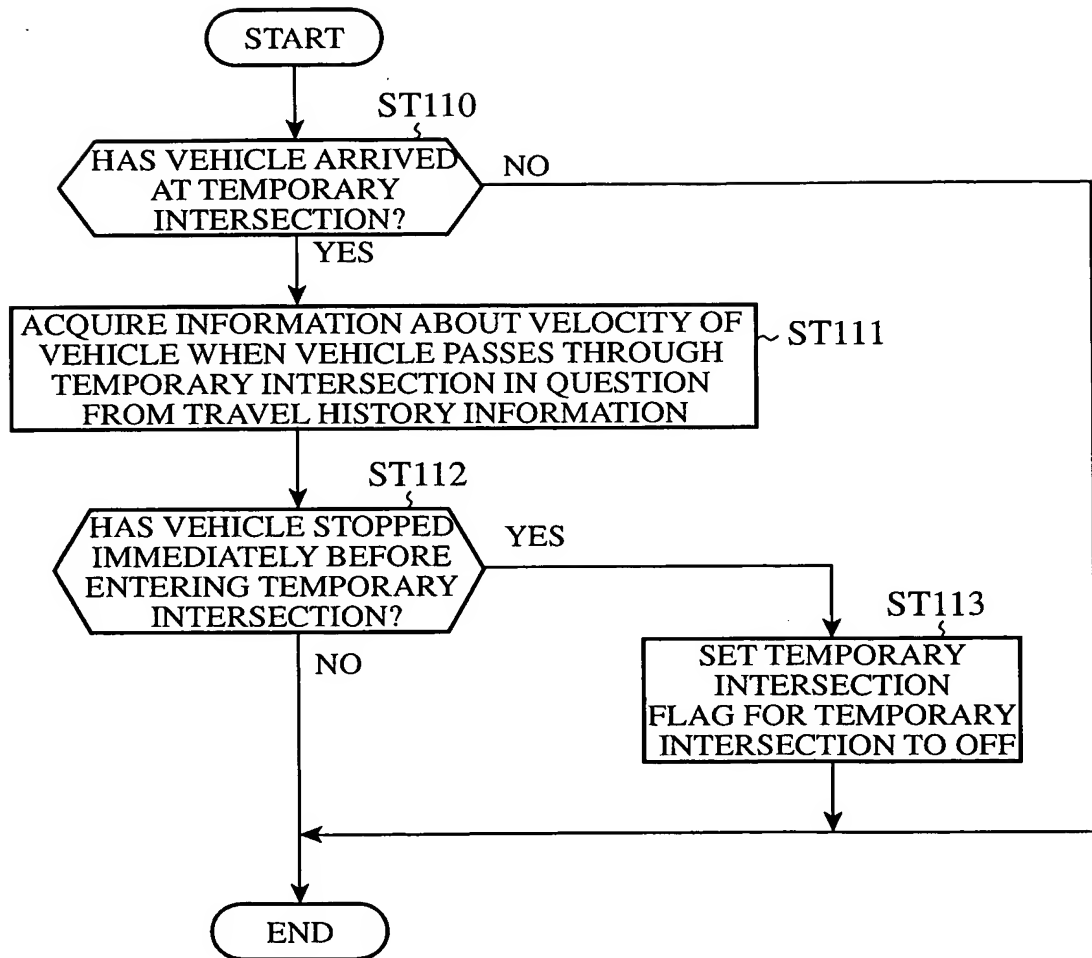 START
ST110
HAS VEHICLE ARRIVED
AT TEMPORARY
INTERSECTION?
NO
YES
ACQUIRE INFORMATION ABOUT VELOCITY OF
VEHICLE WHEN VEHICLE PASSES THROUGH
TEMPORARY INTERSECTION IN QUESTION
FROM TRAVEL HISTORY INFORMATION
ST111
ST112
HAS VEHICLE STOPPED
IMMEDIATELY BEFORE
ENTERING TEMPORARY
INTERSECTION?
YES
NO
ST113
SET TEMPORARY
INTERSECTION
FLAG FOR TEMPORARY
INTERSECTION TO OFF
END